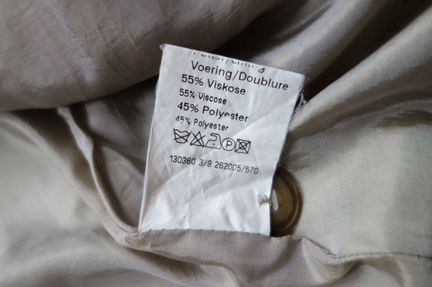 Voering/Doublure
55% Viskose
55% Viscose
45% Polyester
45% Polyester
P
130360 3/9 262005/570